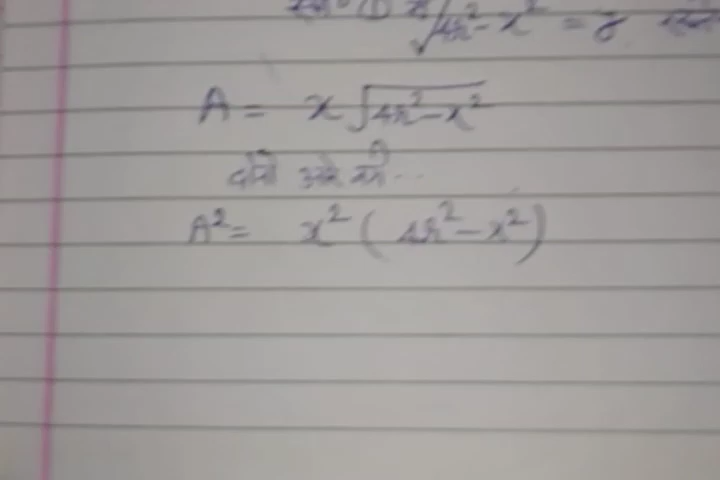 √4r² - x² = y
A = x √4r² - x²
दोनों ओर वर्ग...
A² = x² ( 4r² - x² )